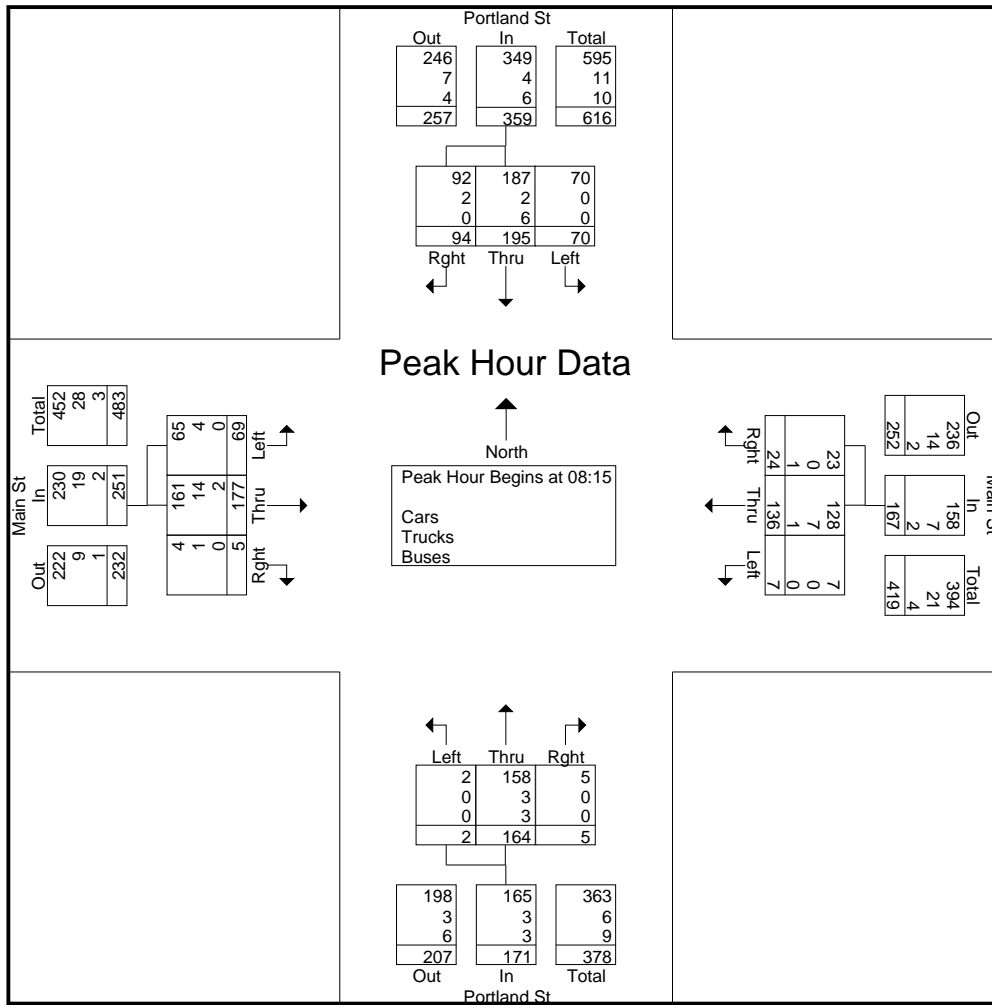 Portland St
Out In Total
246 349 595
7 4 11
4 6 10
257 359 616
92 187 70
2 2 0
0 6 0
94 195 70
Rght Thru Left
Peak Hour Data
North
Peak Hour Begins at 08:15
Cars
Trucks
Buses
Main St
Total In Out
452 230 222
28 19 9
3 2 1
483 251 232
65 161 4
4 14 1
0 2 0
69 177 5
Left Thru Rght
Main St
Out In Total
236 158 394
14 7 21
2 2 4
252 167 419
23 128 7
0 7 0
1 1 0
24 136 7
Rght Thru Left
Left Thru Rght
2 158 5
0 3 0
0 3 0
2 164 5
198 165 363
3 3 6
6 3 9
207 171 378
Out In Total
Portland St